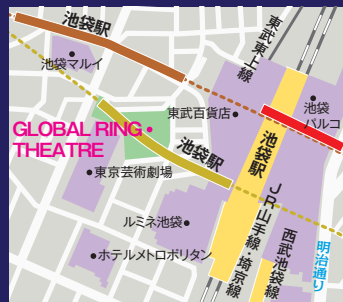 池袋駅
東武東上線
池袋マルイ
東武百貨店
池袋
パルコ
GLOBAL RING
THEATRE
池袋駅
池袋駅
JR山手線・埼京線
東京芸術劇場
ルミネ池袋
西武池袋線
明治通り
ホテルメトロポリタン